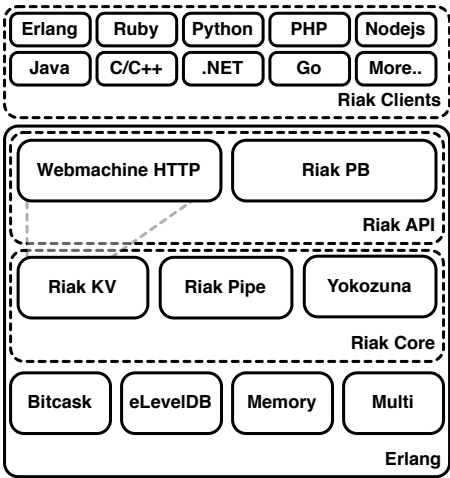 Erlang Ruby Python PHP Nodejs
Java C/C++ .NET Go More..
Riak Clients
Webmachine HTTP Riak PB
Riak API
Riak KV Riak Pipe Yokozuna
Riak Core
Bitcask eLevelDB Memory Multi
Erlang